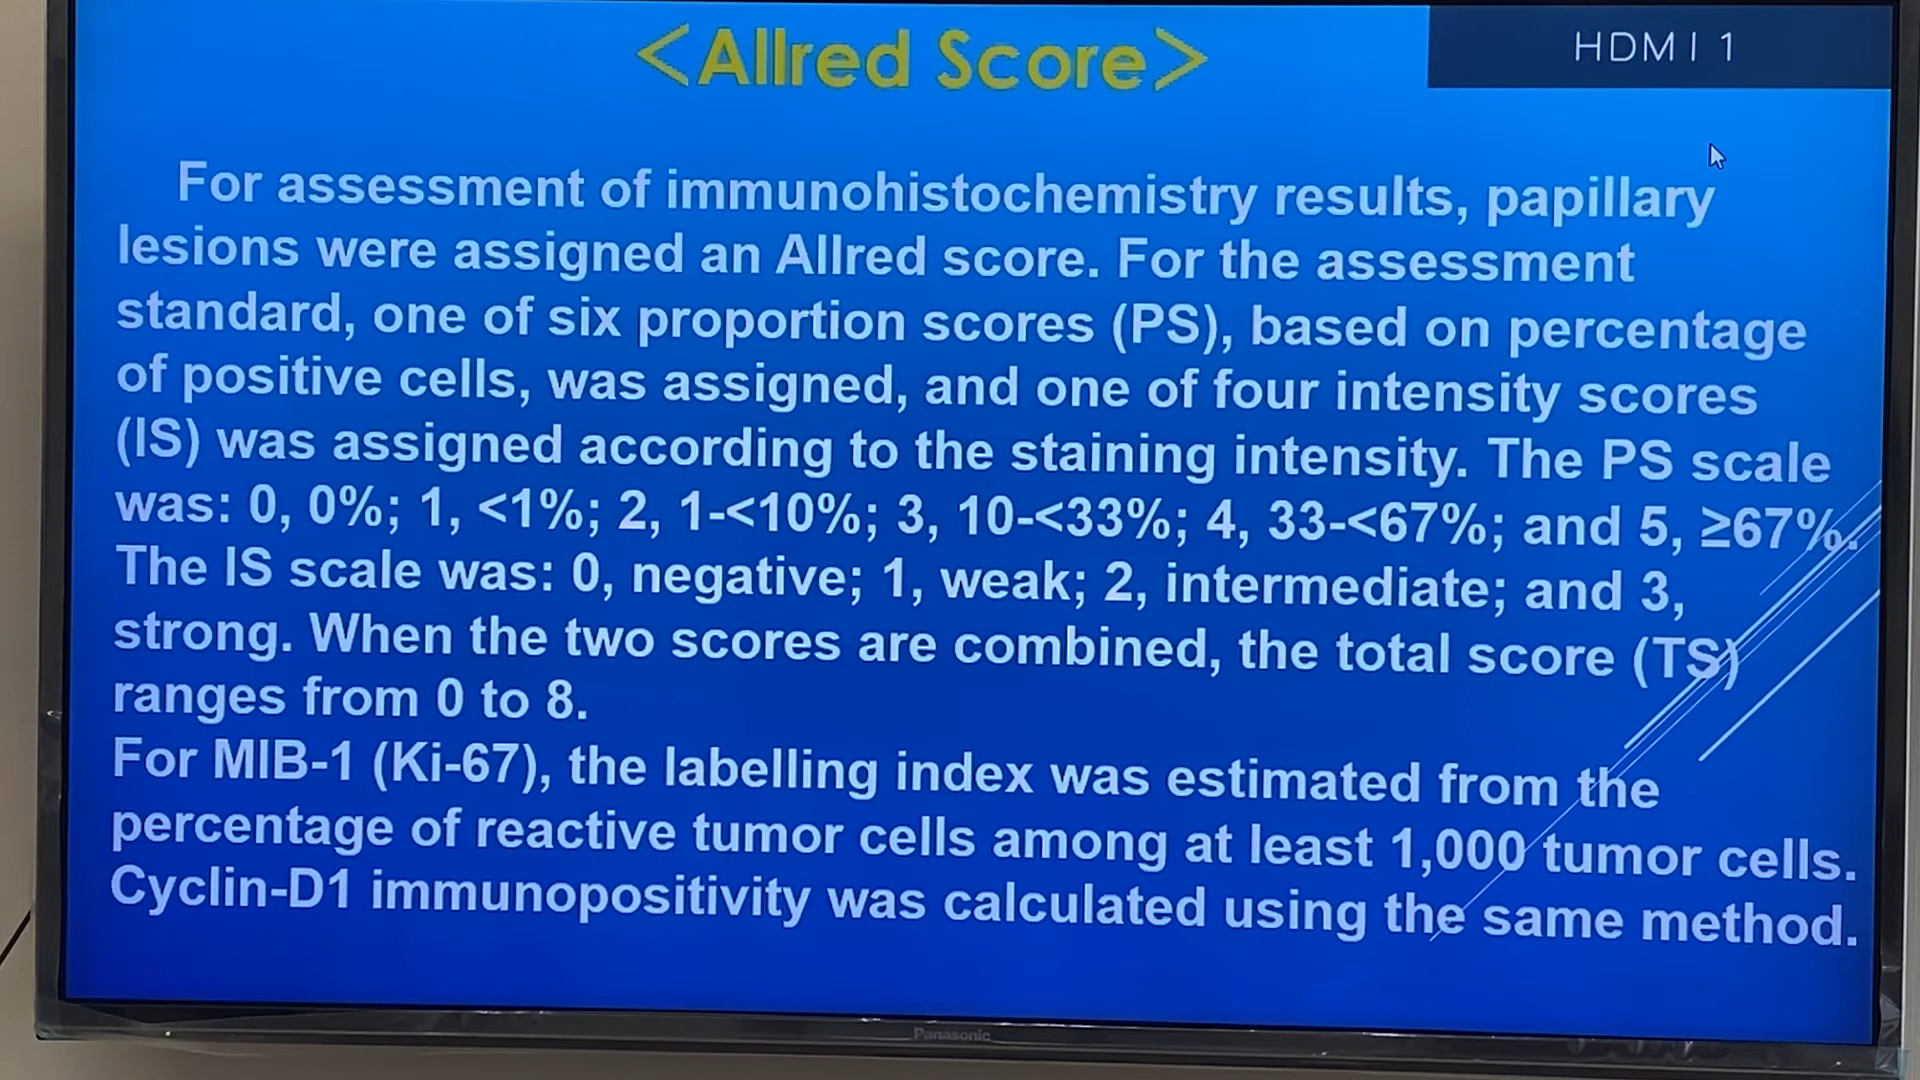 <Allred Score>
HDMI 1
For assessment of immunohistochemistry results, papillary
lesions were assigned an Allred score. For the assessment
standard, one of six proportion scores (PS), based on percentage
of positive cells, was assigned, and one of four intensity scores
(IS) was assigned according to the staining intensity. The PS scale
was: 0, 0%; 1, <1%; 2, 1-<10%; 3, 10-<33%; 4, 33-<67%; and 5, ≥67%.
The IS scale was: 0, negative; 1, weak; 2, intermediate; and 3,
strong. When the two scores are combined, the total score (TS)
ranges from 0 to 8.
For MIB-1 (Ki-67), the labelling index was estimated from the
percentage of reactive tumor cells among at least 1,000 tumor cells.
Cyclin-D1 immunopositivity was calculated using the same method.
Panasonic